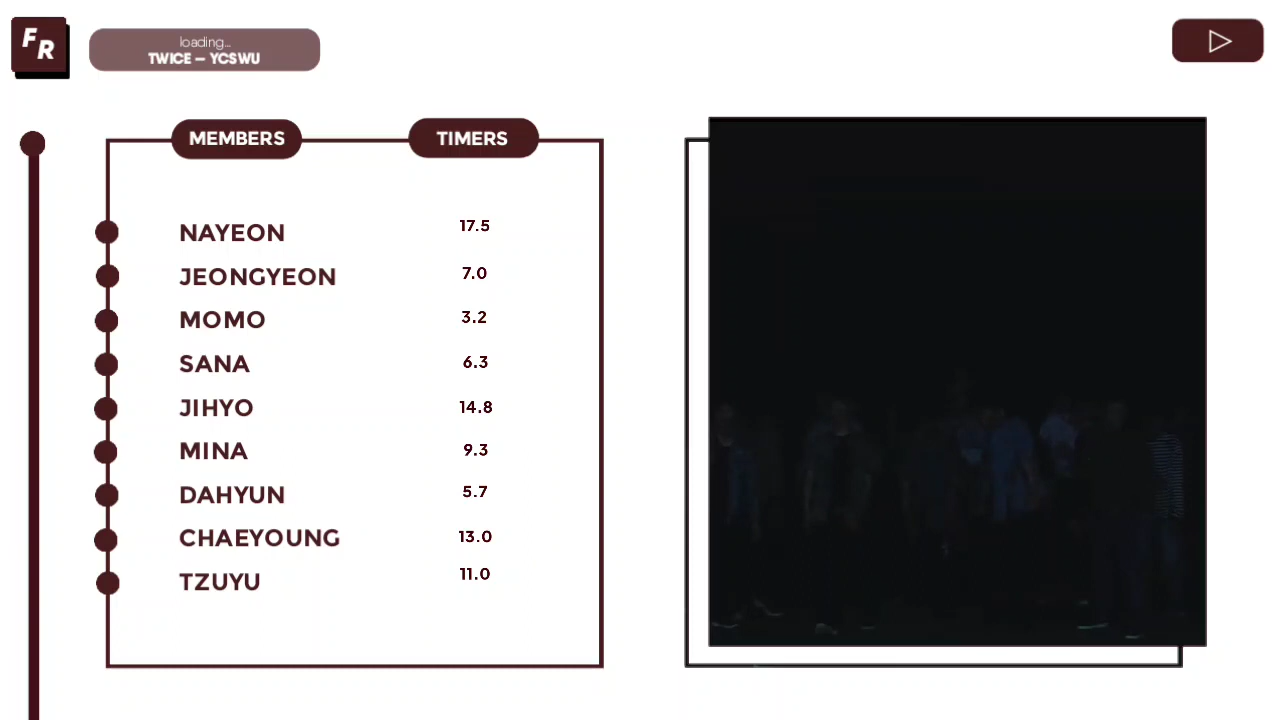 FR
loading...
TWICE – YCSWU
MEMBERS TIMERS
NAYEON 17.5
JEONGYEON 7.0
MOMO 3.2
SANA 6.3
JIHYO 14.8
MINA 9.3
DAHYUN 5.7
CHAEYOUNG 13.0
TZUYU 11.0